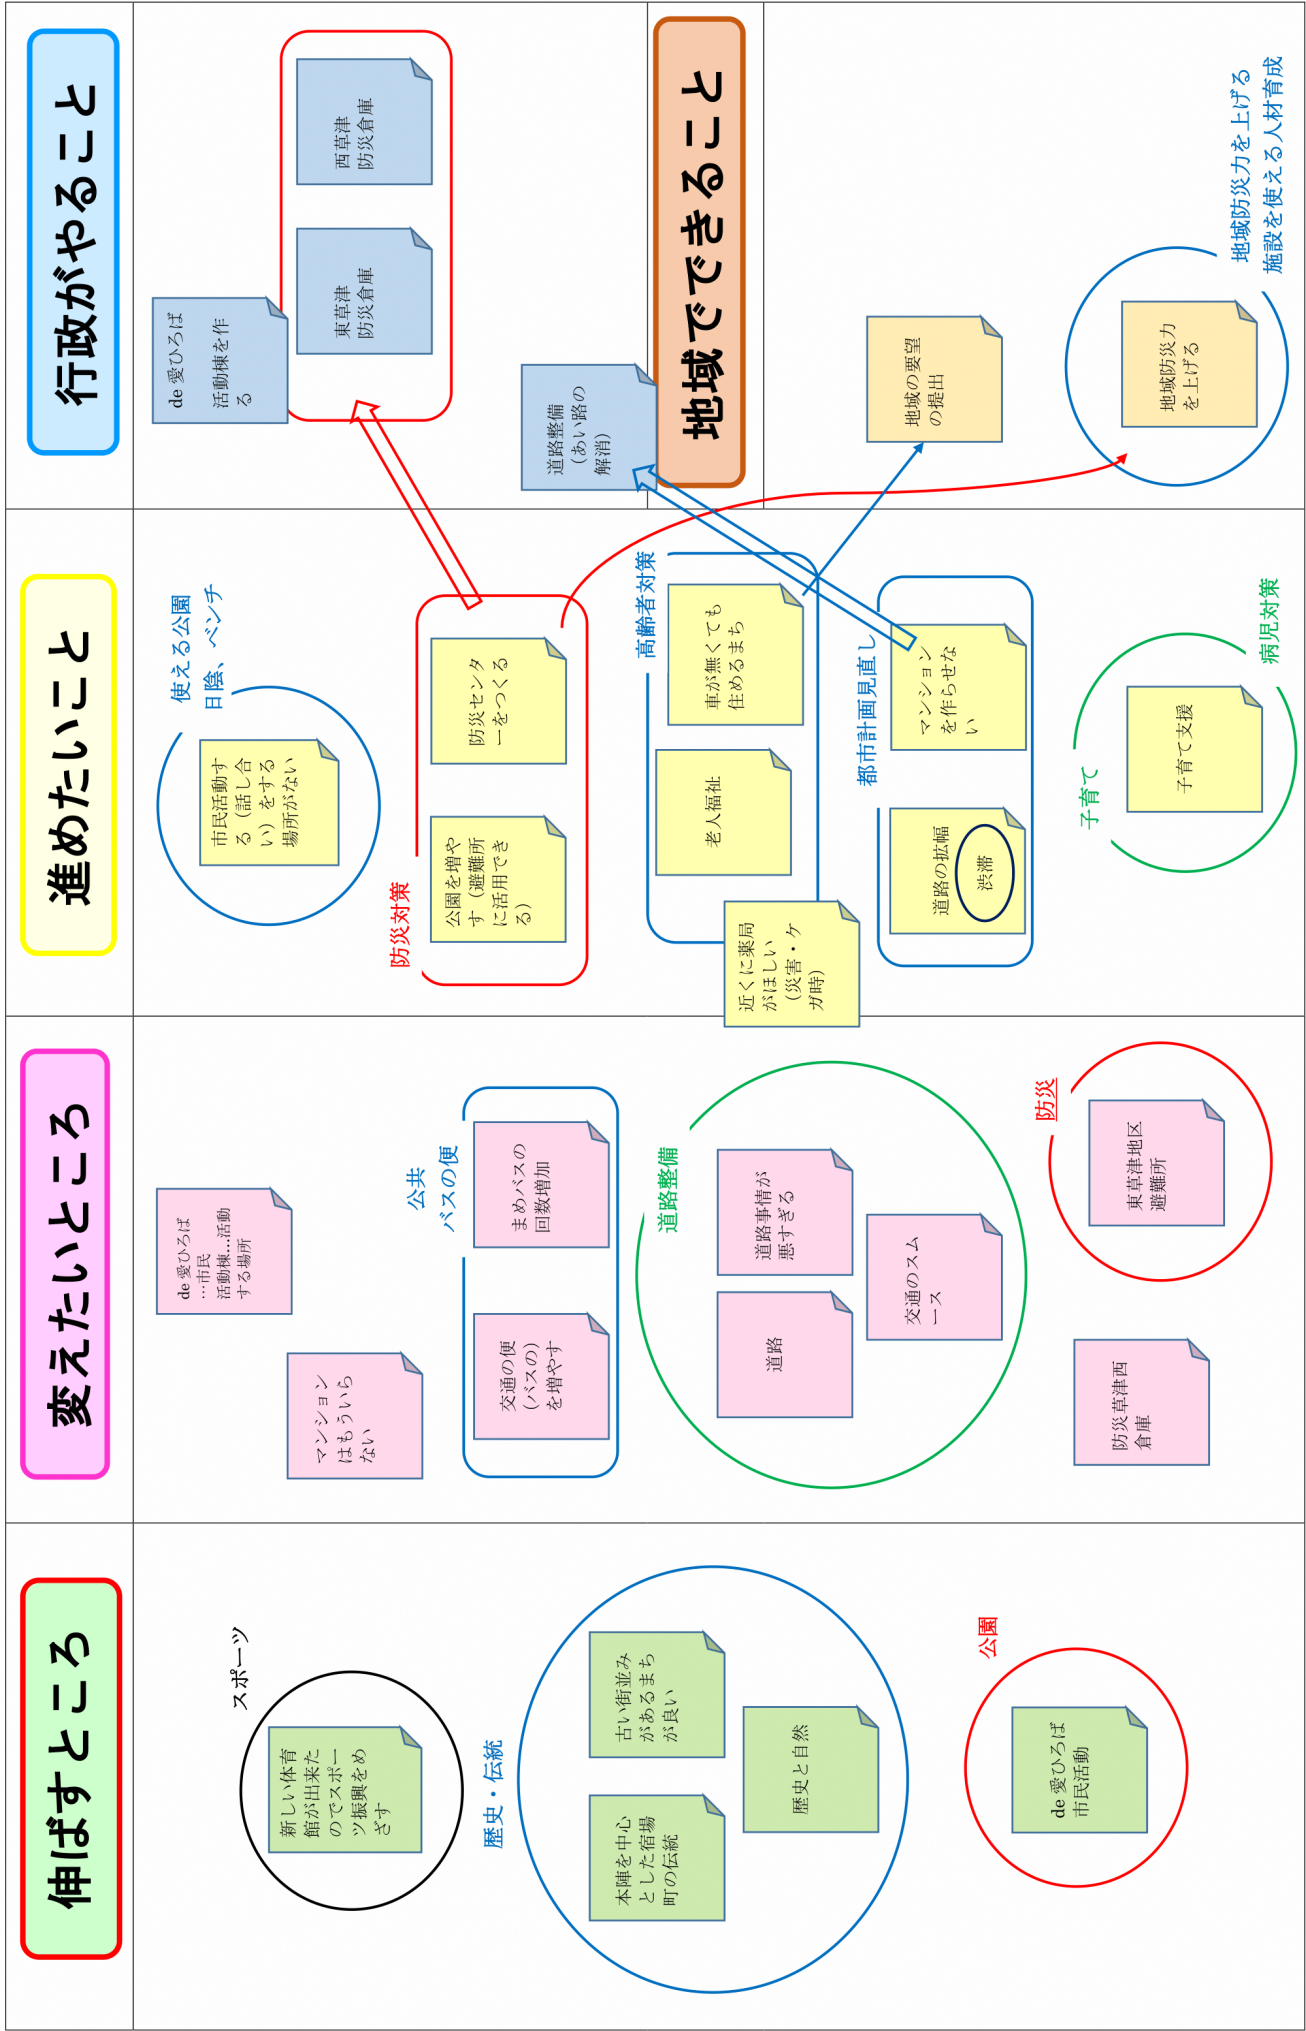 伸ばすところ
スポーツ
新しい体育
館が出来た
のでスポー
ツ振興をめ
ざす
歴史・伝統
本陣を中心
とした宿場
町の伝統
古い街並み
があるまち
が良い
歴史と自然
公園
de 愛ひろば
市民活動
変えたいところ
de 愛ひろば
…市民
活動棟…活動
する場所
マンション
はもういら
ない
公共
バスの便
交通の便
（バスの）
を増やす
まめバスの
回数増加
道路整備
道路
道路事情が
悪すぎる
交通のスム
ース
防災
東草津地区
避難所
防災草津西
倉庫
進めたいこと
使える公園
日陰、ベンチ
市民活動す
る（話し合
い）をする
場所がない
防災対策
公園を増や
す（避難所
に活用でき
る）
防災センタ
ーをつくる
高齢者対策
老人福祉
車が無くても
住めるまち
近くに薬局
がほしい
（災害・ケ
ガ時）
都市計画見直し
道路の拡幅
渋滞
マンション
を作らせな
い
子育て
子育て支援
病児対策
行政がやること
de 愛ひろば
活動棟を作
る
東草津
防災倉庫
西草津
防災倉庫
道路整備
（あい路の
解消）
地域でできること
地域の要望
の提出
地域防災力を上げる
施設を使える人材育成
地域防災力
を上げる